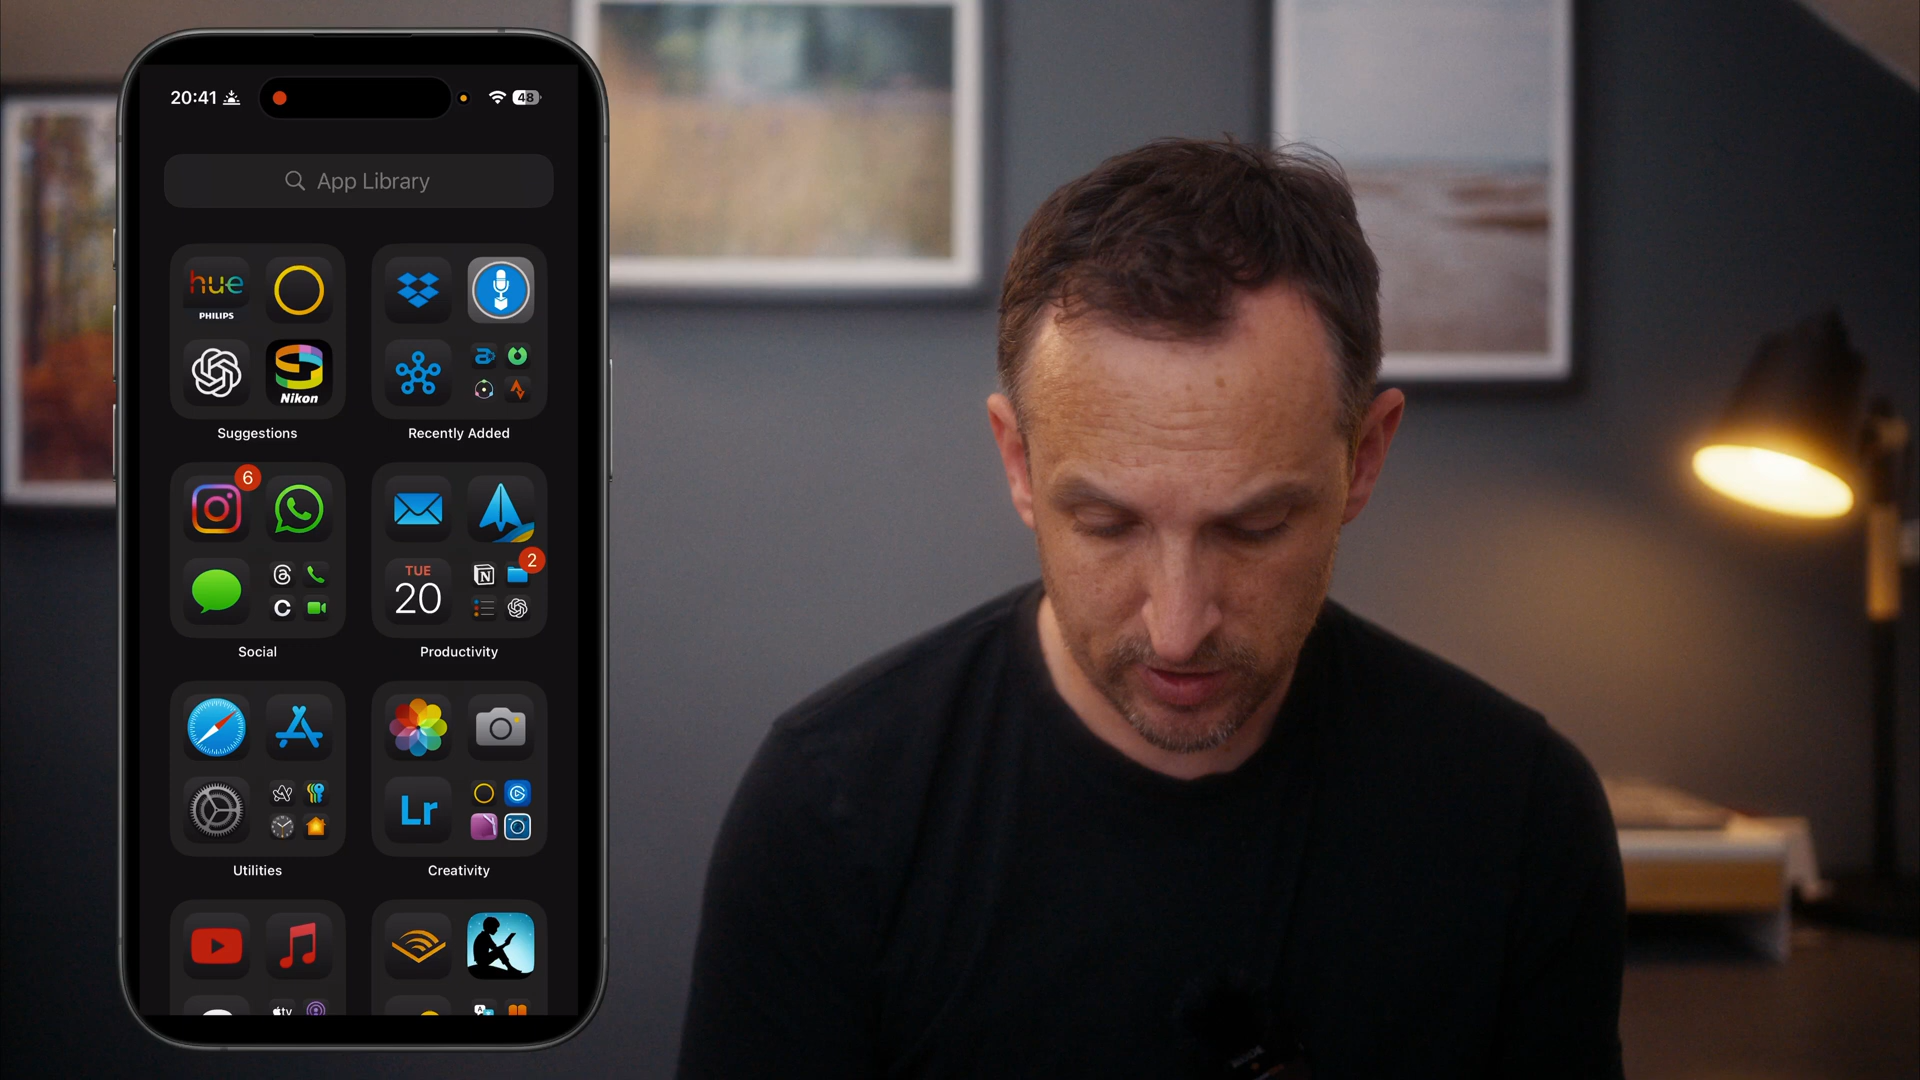 20:41
48
App Library
hue
PHILIPS
Nikon
Suggestions
Recently Added
6
2
TUE
20
N
Social
Productivity
Lr
Utilities
Creativity
tv